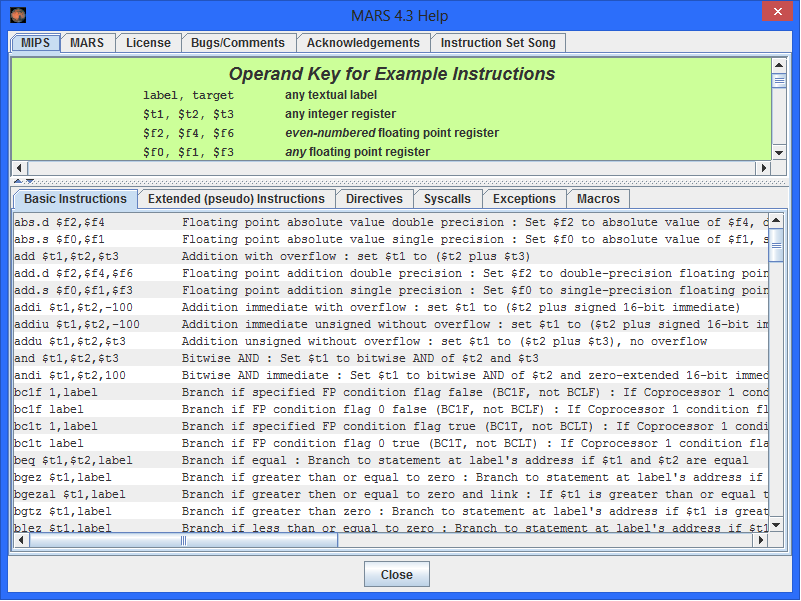 MARS 4.3 Help
MIPS MARS License Bugs/Comments Acknowledgements Instruction Set Song
Operand Key for Example Instructions
label, target any textual label
$t1, $t2, $t3 any integer register
$f2, $f4, $f6 even-numbered floating point register
$f0, $f1, $f3 any floating point register
Basic Instructions Extended (pseudo) Instructions Directives Syscalls Exceptions Macros
abs.d $f2,$f4 Floating point absolute value double precision : Set $f2 to absolute value of $f4,
abs.s $f0,$f1 Floating point absolute value single precision : Set $f0 to absolute value of $f1, s
add $t1,$t2,$t3 Addition with overflow : set $t1 to ($t2 plus $t3)
add.d $f2,$f4,$f6 Floating point addition double precision : Set $f2 to double-precision floating poin
add.s $f0,$f1,$f3 Floating point addition single precision : Set $f0 to single-precision floating poin
addi $t1,$t2,-100 Addition immediate with overflow : set $t1 to ($t2 plus signed 16-bit immediate)
addiu $t1,$t2,-100 Addition immediate unsigned without overflow : set $t1 to ($t2 plus signed 16-bit im
addu $t1,$t2,$t3 Addition unsigned without overflow : set $t1 to ($t2 plus $t3), no overflow
and $t1,$t2,$t3 Bitwise AND : Set $t1 to bitwise AND of $t2 and $t3
andi $t1,$t2,100 Bitwise AND immediate : Set $t1 to bitwise AND of $t2 and zero-extended 16-bit immed
bc1f 1,label Branch if specified FP condition flag false (BC1F, not BCLF) : If Coprocessor 1 cond
bc1f label Branch if FP condition flag 0 false (BC1F, not BCLF) : If Coprocessor 1 condition fl
bc1t 1,label Branch if specified FP condition flag true (BC1T, not BCLT) : If Coprocessor 1 condi
bc1t label Branch if FP condition flag 0 true (BC1T, not BCLT) : If Coprocessor 1 condition fla
beq $t1,$t2,label Branch if equal : Branch to statement at label's address if $t1 and $t2 are equal
bgez $t1,label Branch if greater than or equal to zero : Branch to statement at label's address if
bgezal $t1,label Branch if greater then or equal to zero and link : If $t1 is greater than or equal t
bgtz $t1,label Branch if greater than zero : Branch to statement at label's address if $t1 is great
blez $t1,label Branch if less than or equal to zero : Branch to statement at label's address if $t1
Close